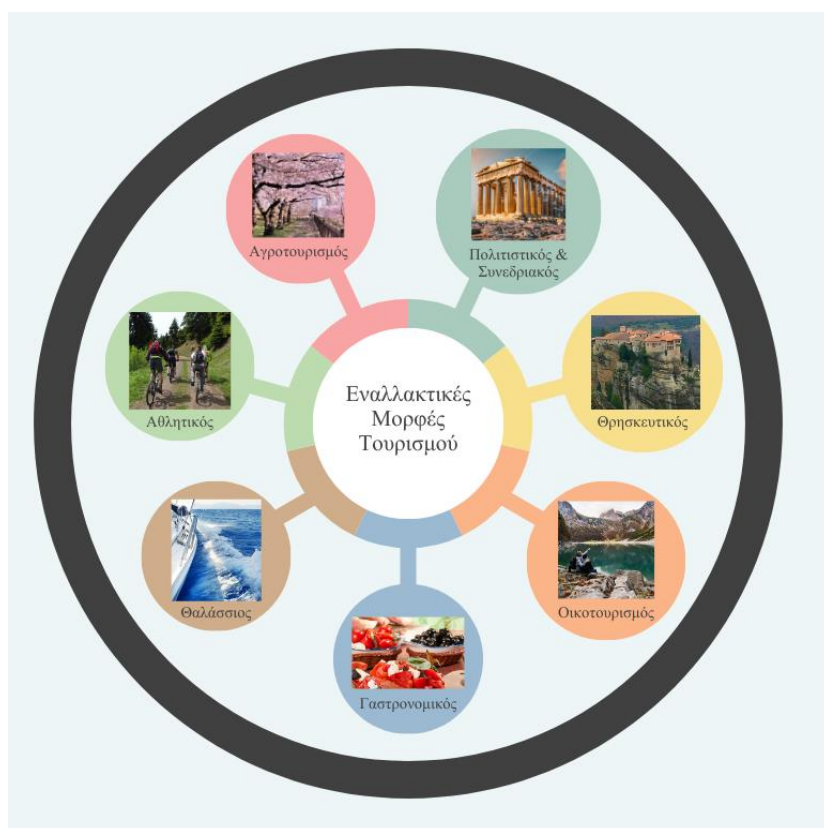 Εναλλακτικές
Μορφές
Τουρισμού
Αγροτουρισμός
Πολιτιστικός &
Συνεδριακός
Θρησκευτικός
Οικοτουρισμός
Γαστρονομικός
Θαλάσσιος
Αθλητικός